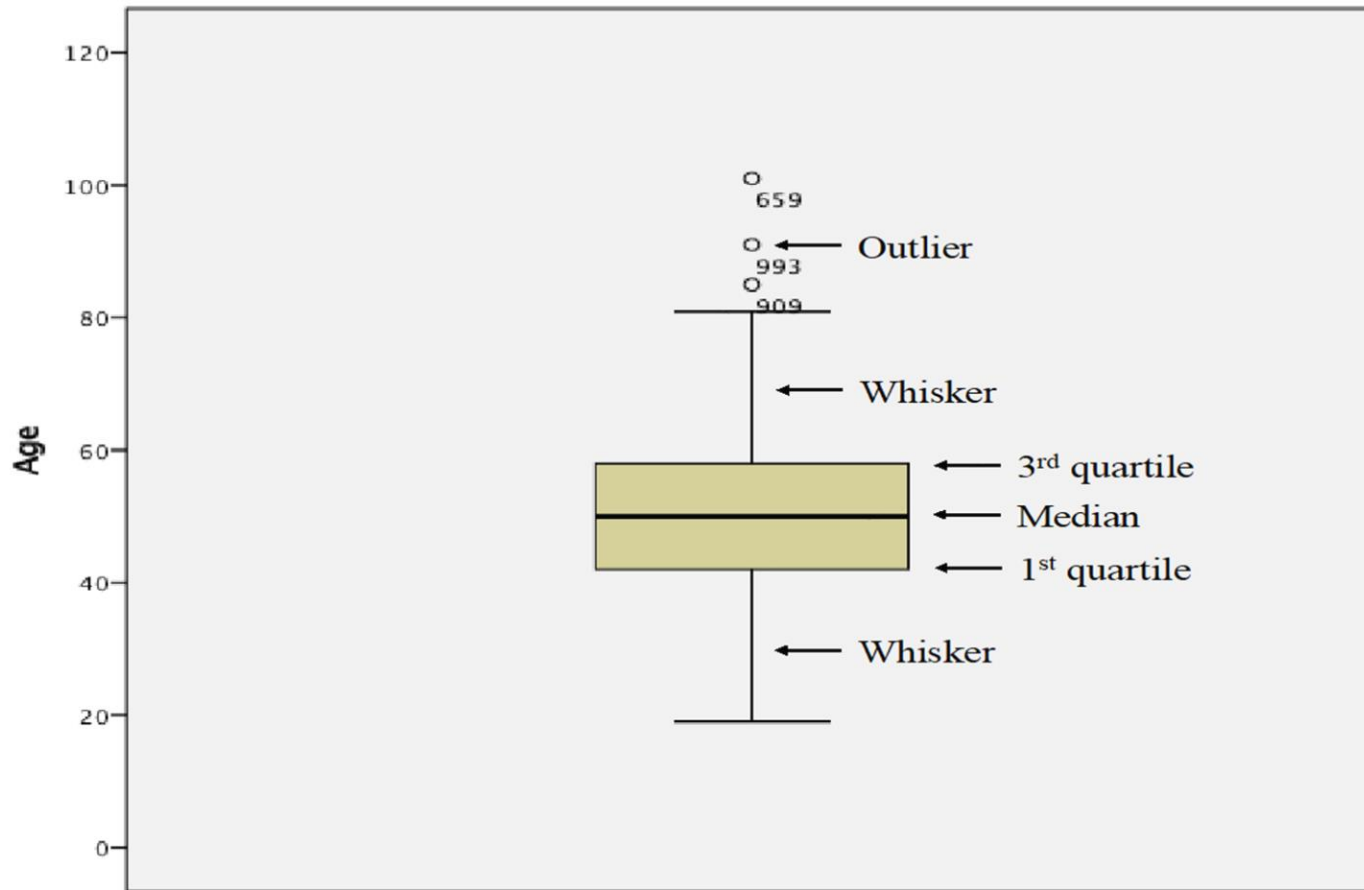 120
100
659
Outlier
993
909
80
Whisker
Age
60
3rd quartile
Median
1st quartile
40
Whisker
20
0